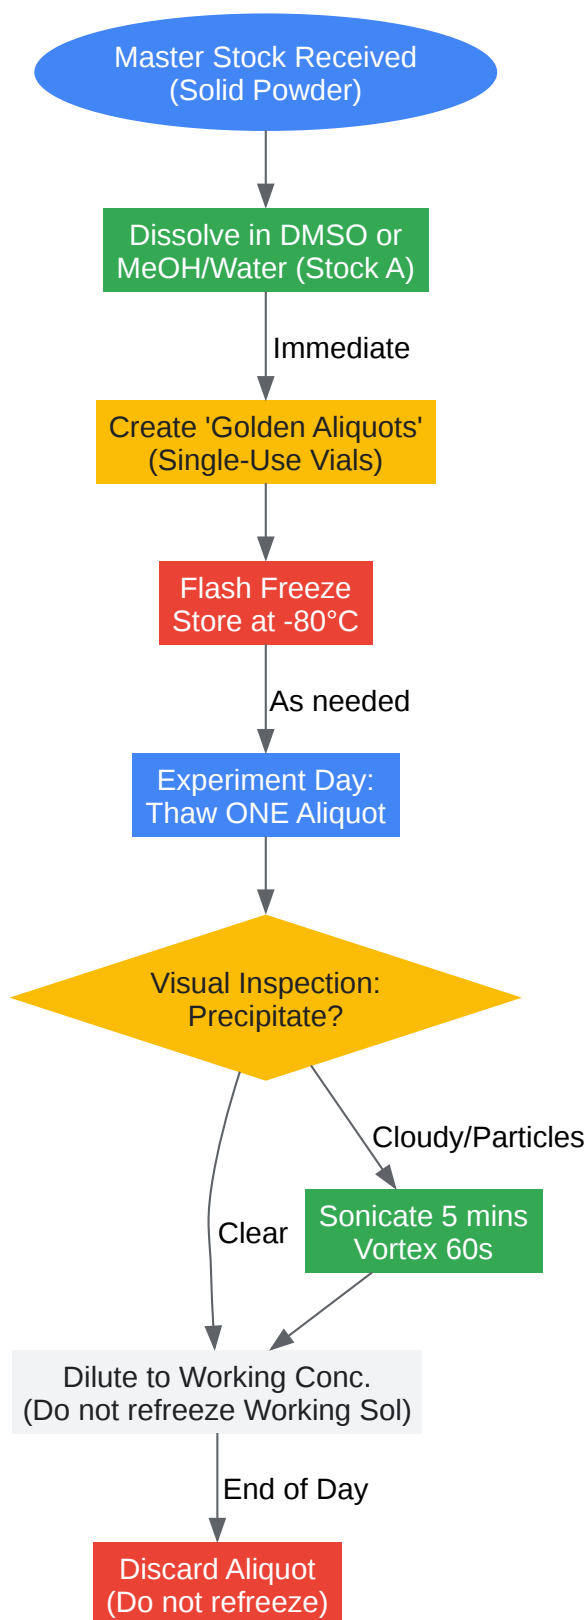 Master Stock Received
(Solid Powder)
Dissolve in DMSO or
MeOH/Water (Stock A)
Immediate
Create 'Golden Aliquots'
(Single-Use Vials)
Flash Freeze
Store at -80°C
As needed
Experiment Day:
Thaw ONE Aliquot
Visual Inspection:
Precipitate?
Cloudy/Particles
Sonicate 5 mins
Vortex 60s
Clear
Dilute to Working Conc.
(Do not refreeze Working Sol)
End of Day
Discard Aliquot
(Do not refreeze)